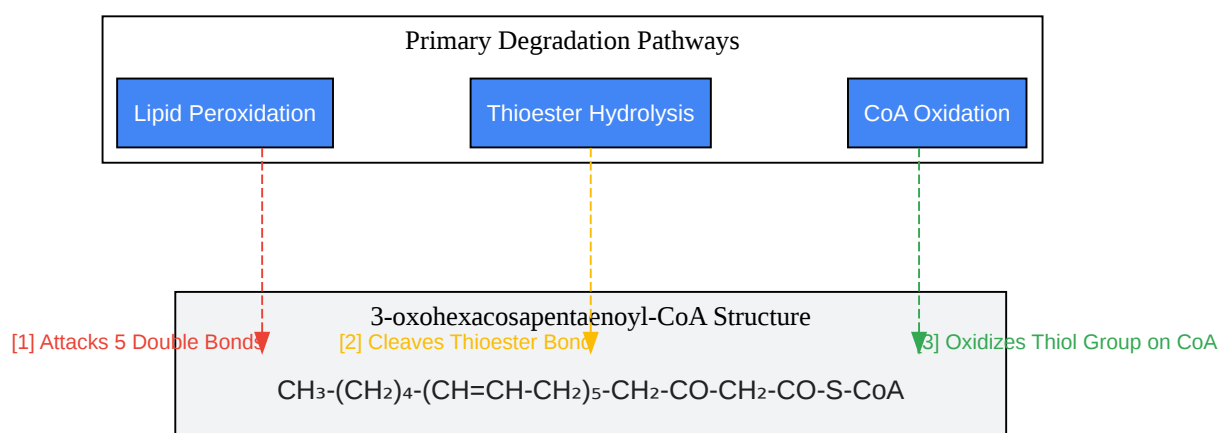 Primary Degradation Pathways
Lipid Peroxidation
Thioester Hydrolysis
CoA Oxidation
3-oxohexacosapentaenoyl-CoA Structure
[1] Attacks 5 Double Bonds
[2] Cleaves Thioester Bond
[3] Oxidizes Thiol Group on CoA
CH₃-(CH₂)₄-(CH=CH-CH₂)₅-CH₂-CO-CH₂-CO-S-CoA